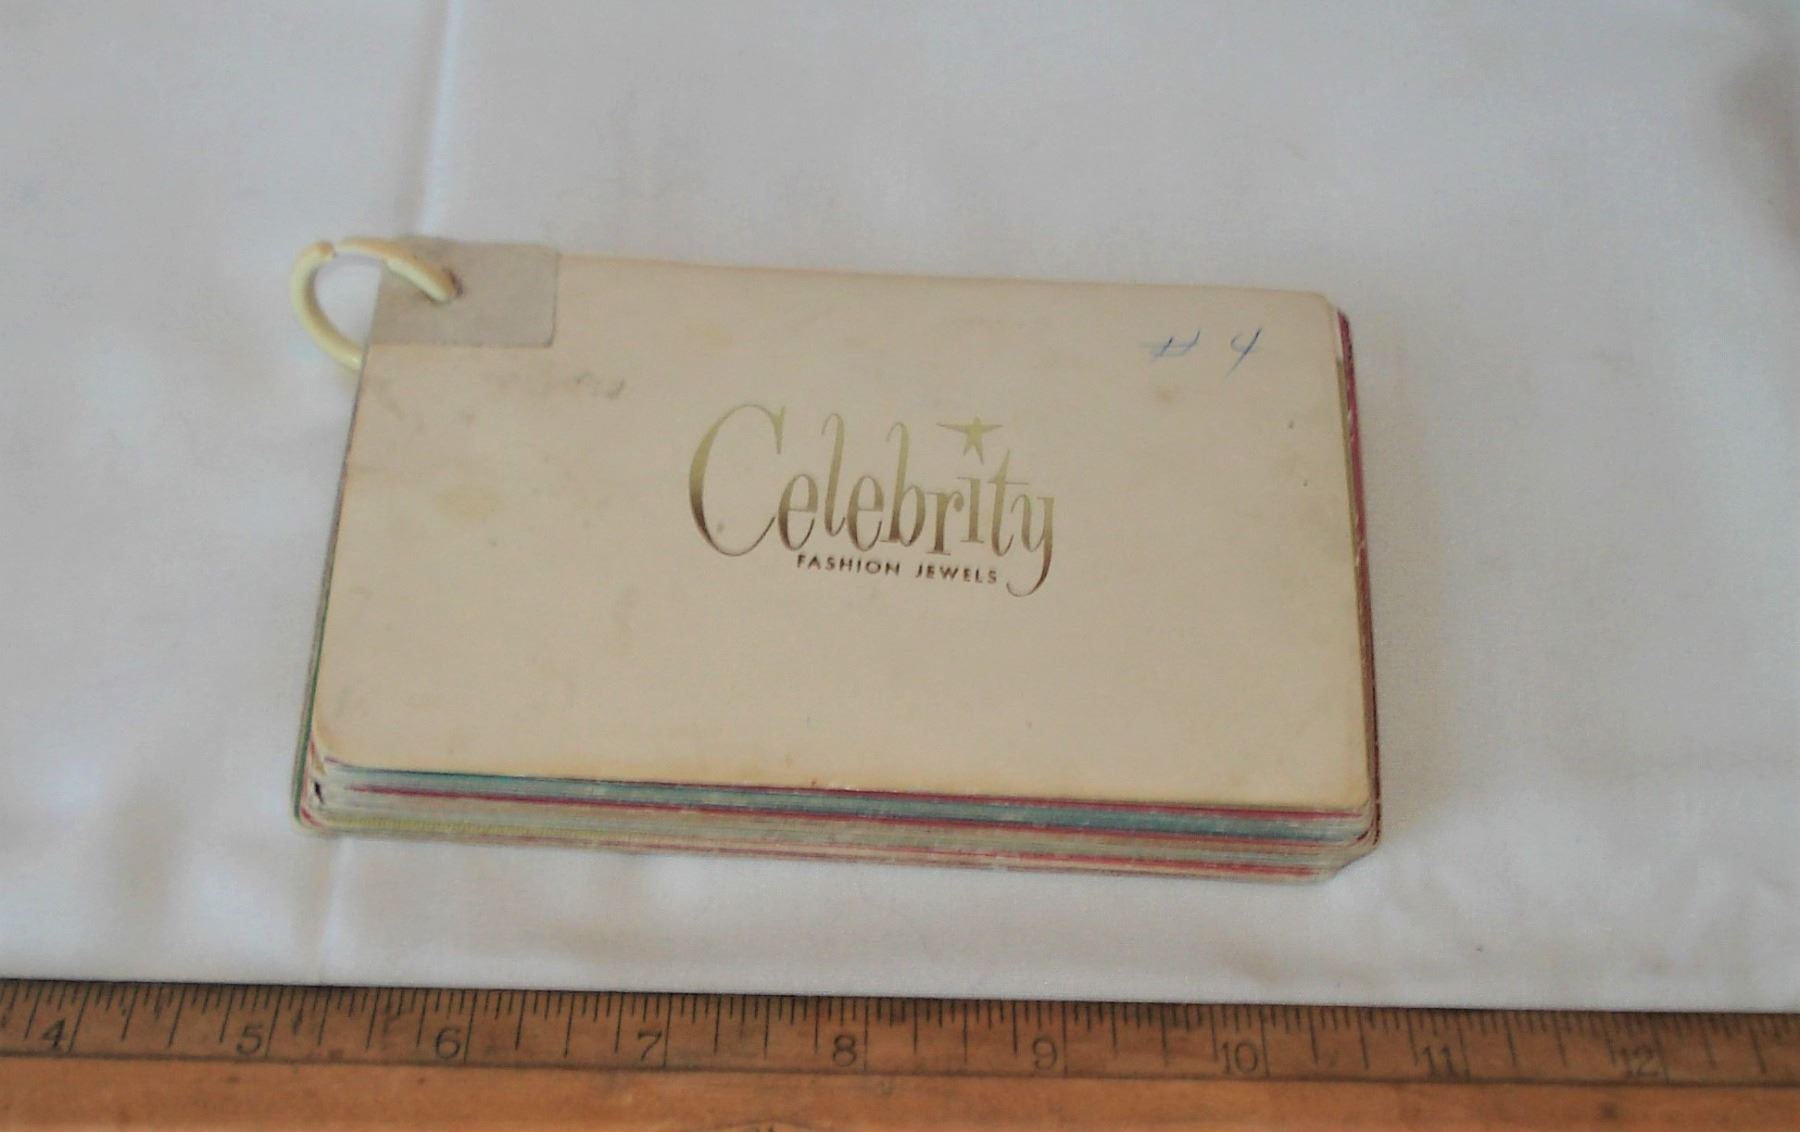 # 4
Celebrity
FASHION JEWELS
4 5 6 7 8 9 10 11 12